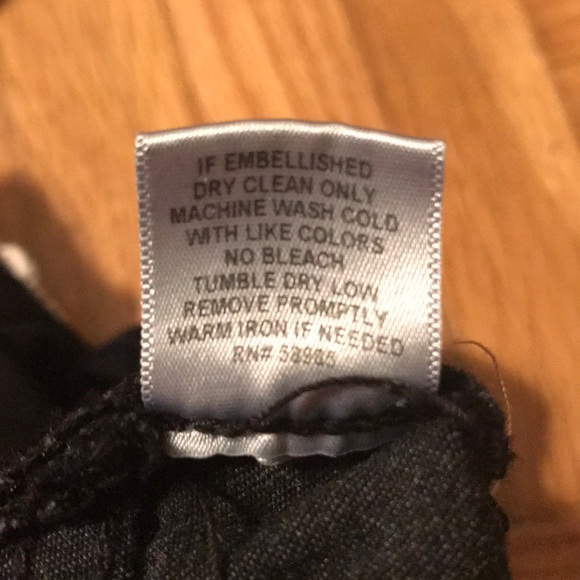 IF EMBELLISHED
DRY CLEAN ONLY
MACHINE WASH COLD
WITH LIKE COLORS
NO BLEACH
TUMBLE DRY LOW
REMOVE PROMPTLY
WARM IRON IF NEEDED
RN#